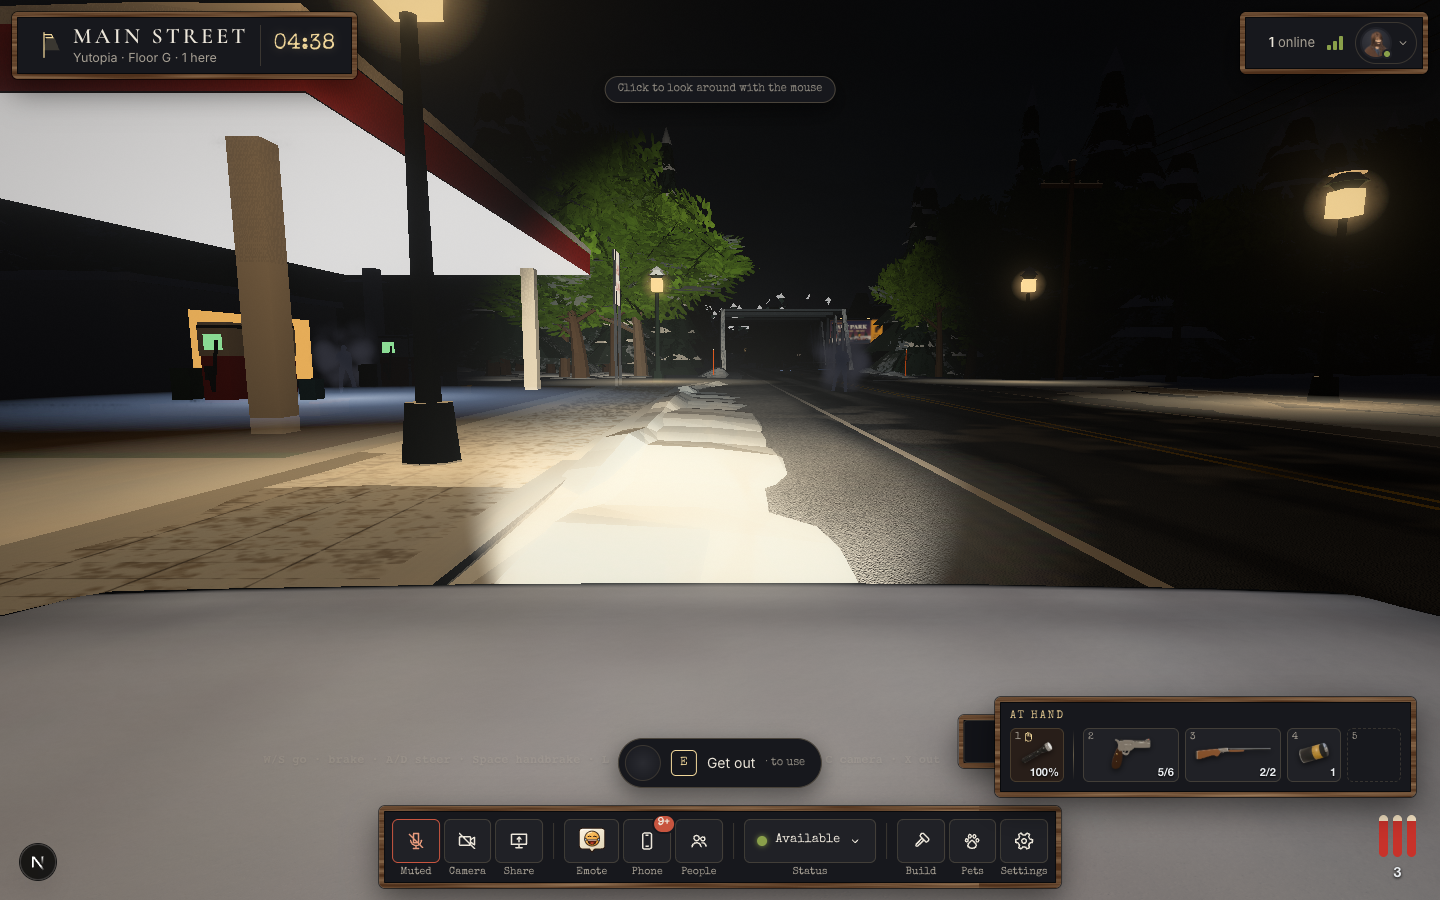 MAIN STREET
Yutopia · Floor G · 1 here
04:38
1 online
Click to look around with the mouse
PARK
AT HAND
1
100%
2
5/6
3
2/2
4
1
5
E
Get out
· to use
9+
Available
Muted
Camera
Share
Emote
Phone
People
Status
Build
Pets
Settings
N
3